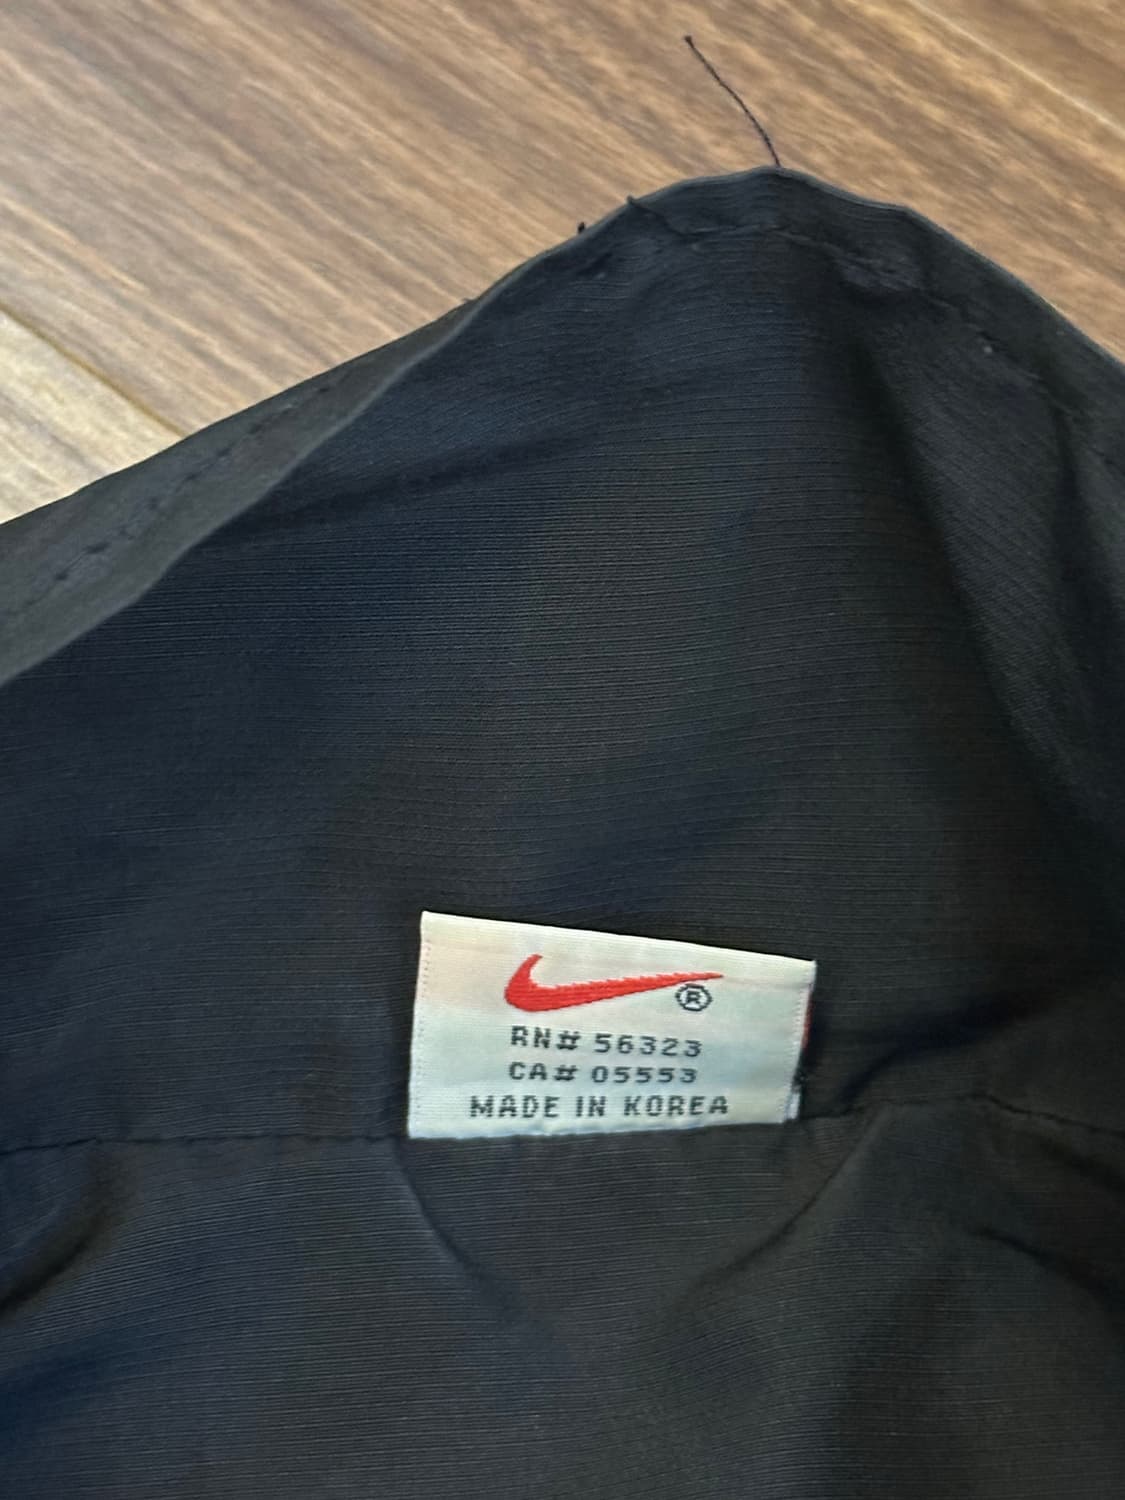 ®
RN# 56323
CA# 05553
MADE IN KOREA